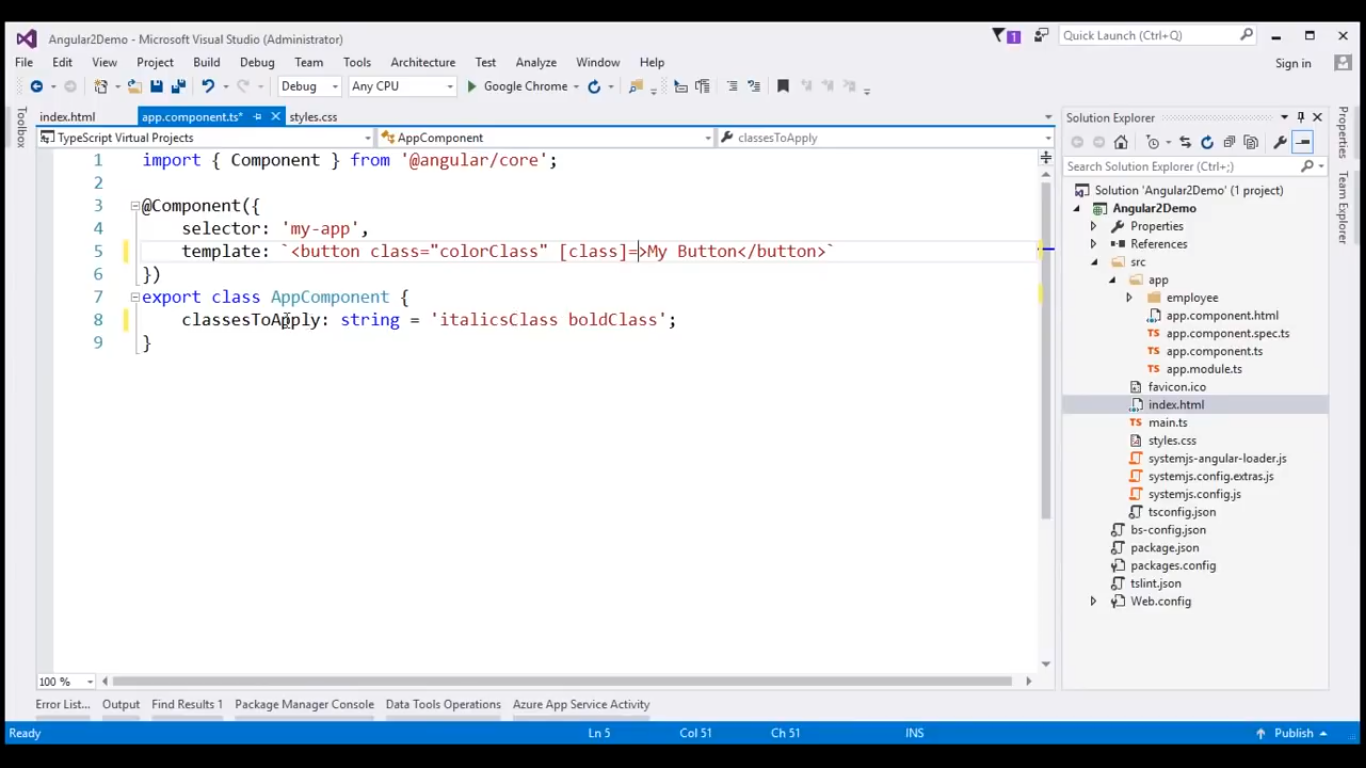 Angular2Demo - Microsoft Visual Studio (Administrator)
1
Quick Launch (Ctrl+Q)
File Edit View Project Build Debug Team Tools Architecture Test Analyze Window Help
Sign in
Debug Any CPU Google Chrome
Toolbox
index.html app.component.ts* styles.css
TypeScript Virtual Projects AppComponent classesToApply
1 import { Component } from '@angular/core';
2
3 @Component({
4 selector: 'my-app',
5 template: `<button class="colorClass" [class]=>My Button</button>`
6 })
7 export class AppComponent {
8 classesToApply: string = 'italicsClass boldClass';
9 }
100 %
Solution Explorer
Search Solution Explorer (Ctrl+;)
Solution 'Angular2Demo' (1 project)
Angular2Demo
Properties
References
src
app
employee
app.component.html
TS app.component.spec.ts
TS app.component.ts
TS app.module.ts
favicon.ico
index.html
TS main.ts
styles.css
systemjs-angular-loader.js
systemjs.config.extras.js
systemjs.config.js
tsconfig.json
bs-config.json
package.json
packages.config
tslint.json
Web.config
Properties
Team Explorer
Error List... Output Find Results 1 Package Manager Console Data Tools Operations Azure App Service Activity
Ready Ln 5 Col 51 Ch 51 INS Publish